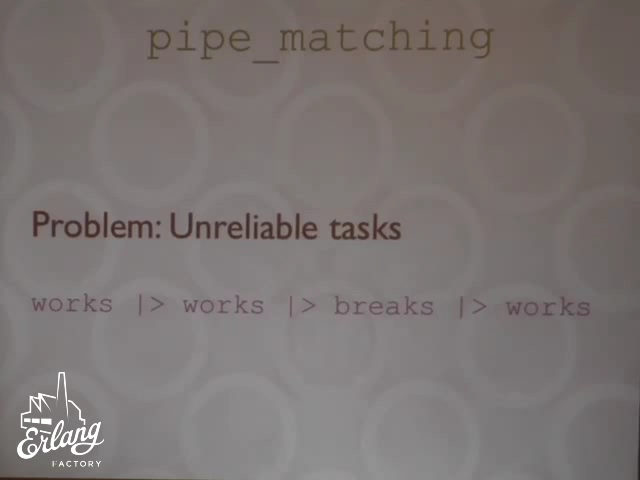 pipe_matching
Problem: Unreliable tasks
works |> works |> breaks |> works
Erlang
FACTORY